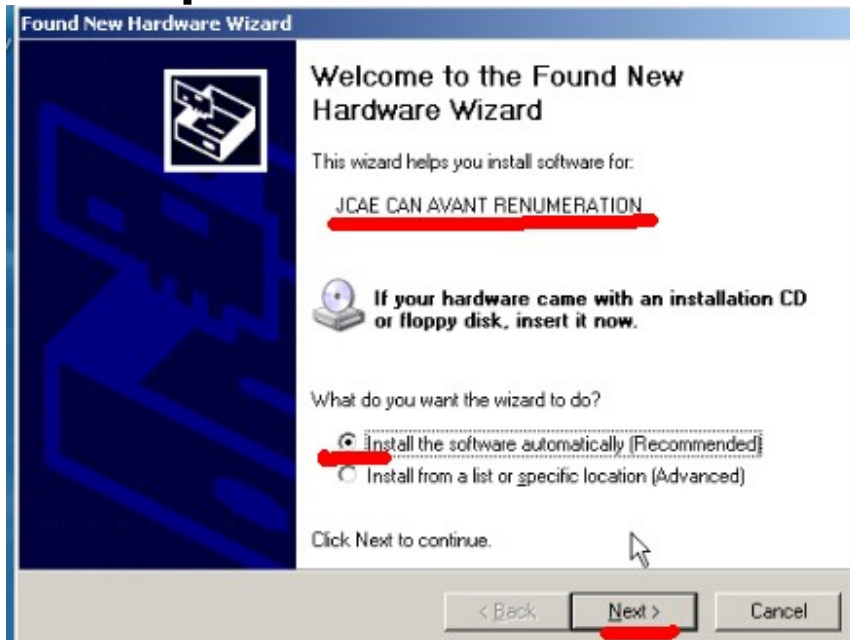 Found New Hardware Wizard
Welcome to the Found New
Hardware Wizard
This wizard helps you install software for:
JCAE CAN AVANT RENUMERATION
If your hardware came with an installation CD
or floppy disk, insert it now.
What do you want the wizard to do?
Install the software automatically (Recommended)
Install from a list or specific location (Advanced)
Click Next to continue.
< Back
Next >
Cancel